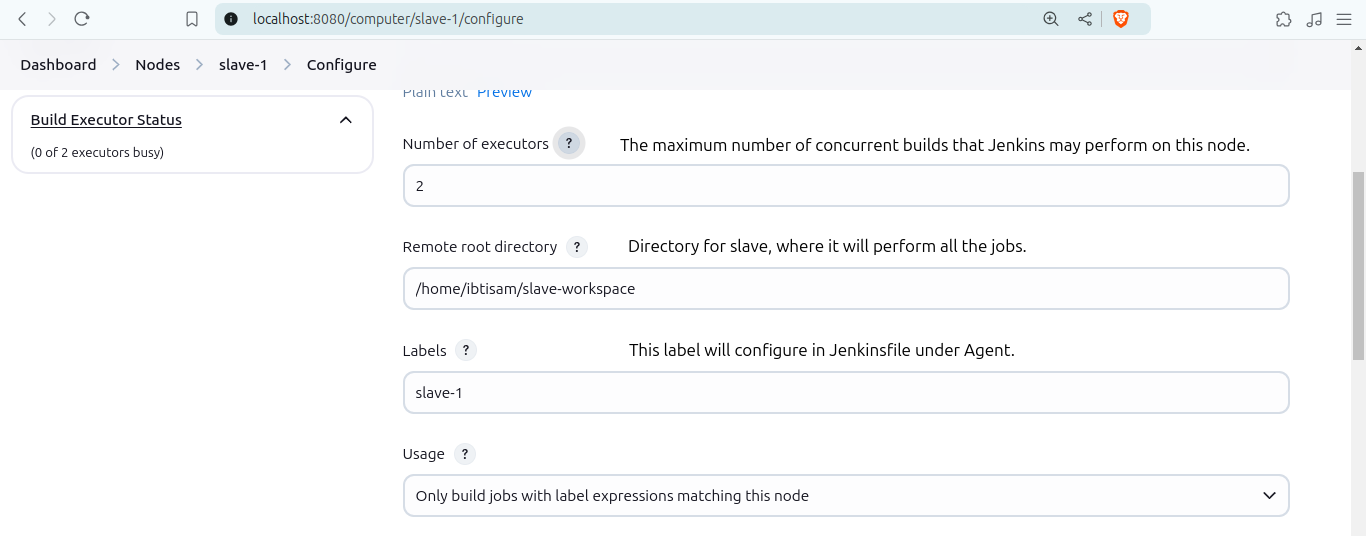 localhost:8080/computer/slave-1/configure
Dashboard > Nodes > slave-1 > Configure
Build Executor Status
(0 of 2 executors busy)
Plain text Preview
Number of executors ? The maximum number of concurrent builds that Jenkins may perform on this node.
2
Remote root directory ? Directory for slave, where it will perform all the jobs.
/home/ibtisam/slave-workspace
Labels ? This label will configure in Jenkinsfile under Agent.
slave-1
Usage ?
Only build jobs with label expressions matching this node